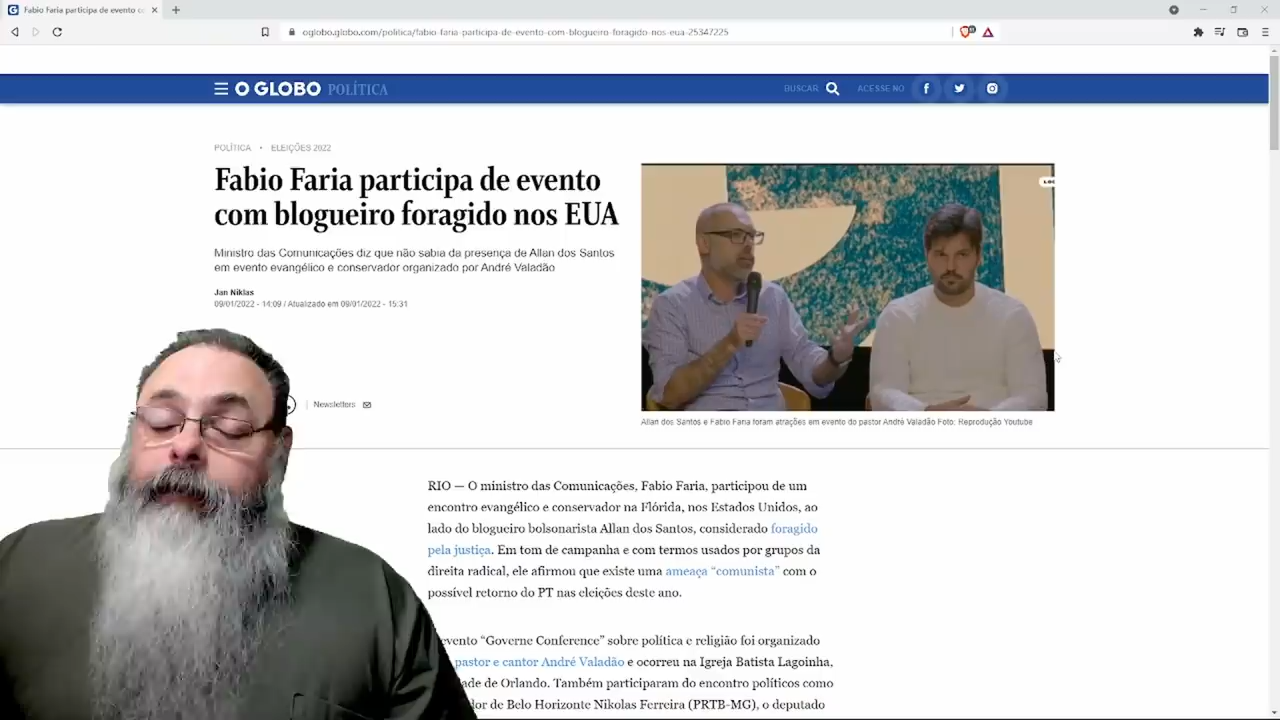 Fabio Faria participa de evento co
oglobo.globo.com/politica/fabio-faria-participa-de-evento-com-blogueiro-foragido-nos-eua-25347225
O GLOBO POLÍTICA
BUSCAR
ACESSE NO
POLÍTICA • ELEIÇÕES 2022
Fabio Faria participa de evento
com blogueiro foragido nos EUA
Ministro das Comunicações diz que não sabia da presença de Allan dos Santos
em evento evangélico e conservador organizado por André Valadão
Jan Niklas
09/01/2022 - 14:09 / Atualizado em 09/01/2022 - 15:31
Newsletters
Allan dos Santos e Fabio Faria foram atrações em evento do pastor André Valadão Foto: Reprodução Youtube
RIO — O ministro das Comunicações, Fabio Faria, participou de um
encontro evangélico e conservador na Flórida, nos Estados Unidos, ao
lado do blogueiro bolsonarista Allan dos Santos, considerado foragido
pela justiça. Em tom de campanha e com termos usados por grupos da
direita radical, ele afirmou que existe uma ameaça “comunista” com o
possível retorno do PT nas eleições deste ano.
evento “Governe Conference” sobre política e religião foi organizado
pastor e cantor André Valadão e ocorreu na Igreja Batista Lagoinha,
de Orlando. Também participaram do encontro políticos como
de Belo Horizonte Nikolas Ferreira (PRTB-MG), o deputado